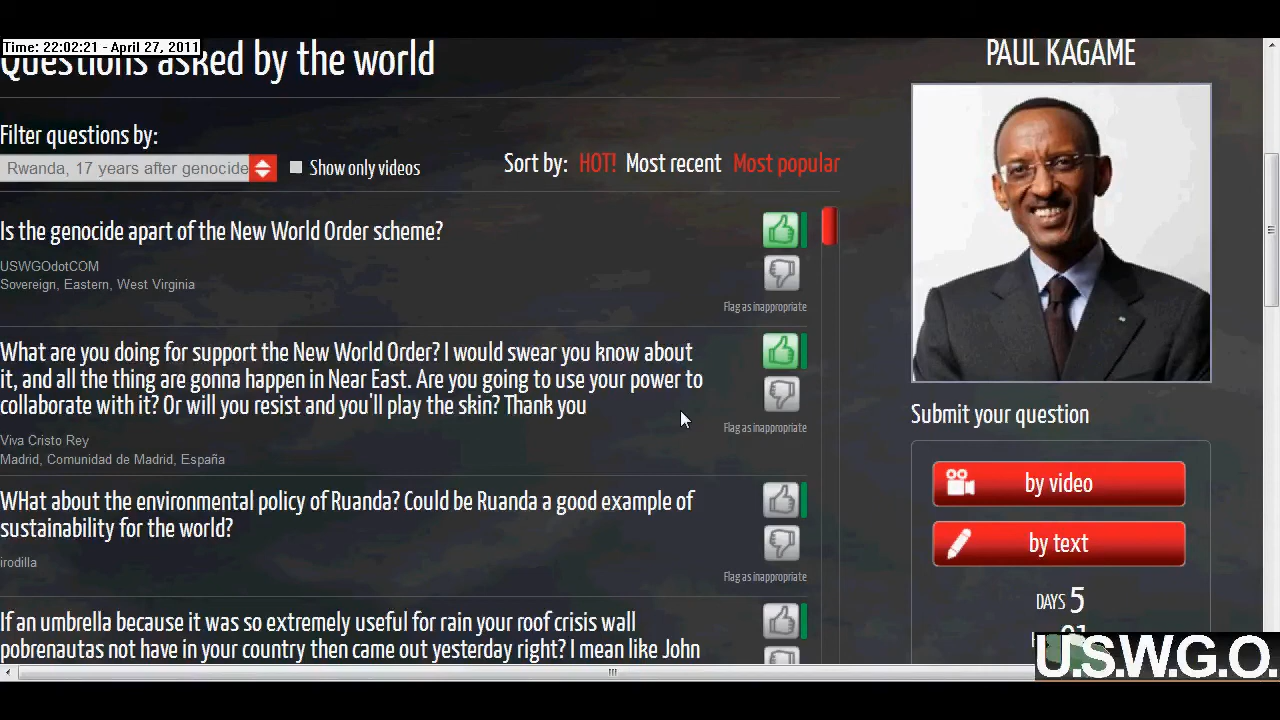 Time: 22:02:21 - April 27, 2011
Questions asked by the world
PAUL KAGAME
Filter questions by:
Rwanda, 17 years after genocide
Show only videos
Sort by: HOT! Most recent Most popular
Is the genocide apart of the New World Order scheme?
USWGOdotCOM
Sovereign, Eastern, West Virginia
Flag as inappropriate
What are you doing for support the New World Order? I would swear you know about
it, and all the thing are gonna happen in Near East. Are you going to use your power to
collaborate with it? Or will you resist and you'll play the skin? Thank you
Viva Cristo Rey
Madrid, Comunidad de Madrid, España
Flag as inappropriate
WHat about the environmental policy of Ruanda? Could be Ruanda a good example of
sustainability for the world?
irodilla
Flag as inappropriate
If an umbrella because it was so extremely useful for rain your roof crisis wall
pobrenautas not have in your country then came out yesterday right? I mean like John
Submit your question
by video
by text
DAYS 5
U.S.W.G.O.